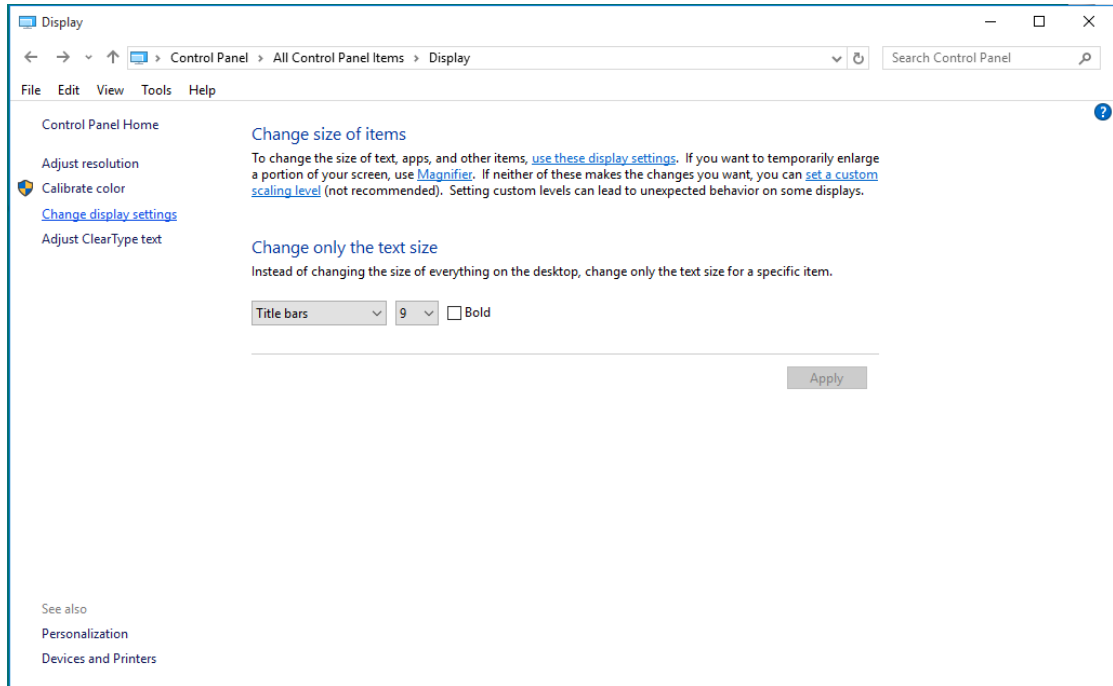 Display
Control Panel > All Control Panel Items > Display
Search Control Panel
File Edit View Tools Help
?
Control Panel Home
Adjust resolution
Calibrate color
Change display settings
Adjust ClearType text
Change size of items
To change the size of text, apps, and other items, use these display settings. If you want to temporarily enlarge
a portion of your screen, use Magnifier. If neither of these makes the changes you want, you can set a custom
scaling level (not recommended). Setting custom levels can lead to unexpected behavior on some displays.
Change only the text size
Instead of changing the size of everything on the desktop, change only the text size for a specific item.
Title bars 9 Bold
Apply
See also
Personalization
Devices and Printers